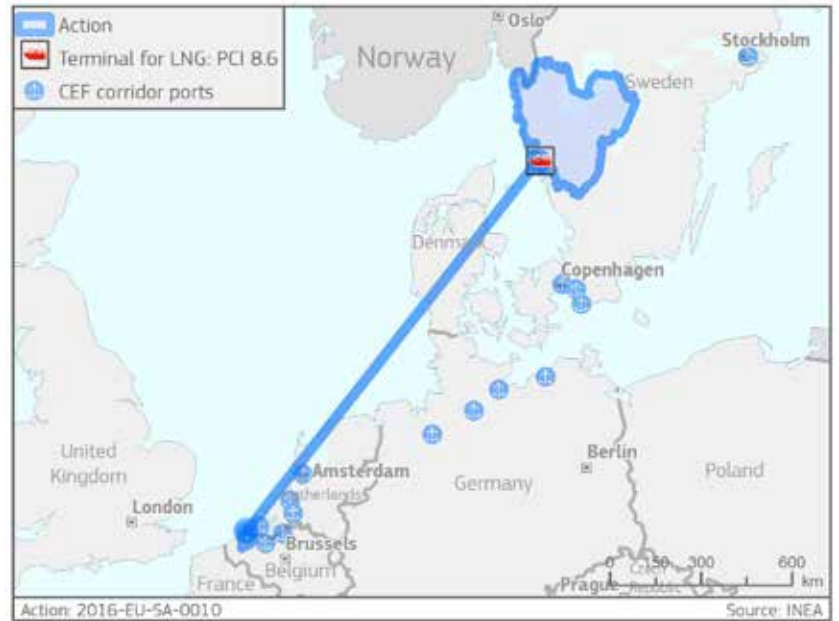 Action
Terminal for LNG: PCI 8.6
CEF corridor ports
Oslo
Norway
Stockholm
Sweden
Denmark
Copenhagen
United
Kingdom
London
Amsterdam
Netherlands
Brussels
Belgium
France
Germany
Berlin
Poland
Prague
Czech
Republic
0 150 300 600
km
Action: 2016-EU-SA-0010
Source: INEA